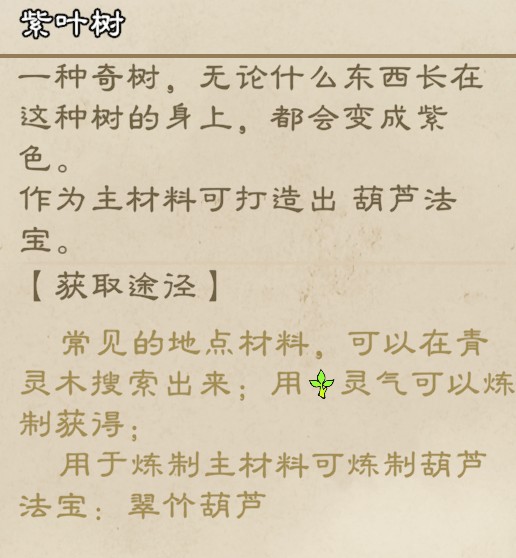 紫叶树
一种奇树，无论什么东西长在
这种树的身上，都会变成紫
色。
作为主材料可打造出 葫芦法
宝。
【获取途径】
常见的地点材料，可以在青
灵木搜索出来；用灵气可以炼
制获得；
用于炼制主材料可炼制葫芦
法宝：翠竹葫芦